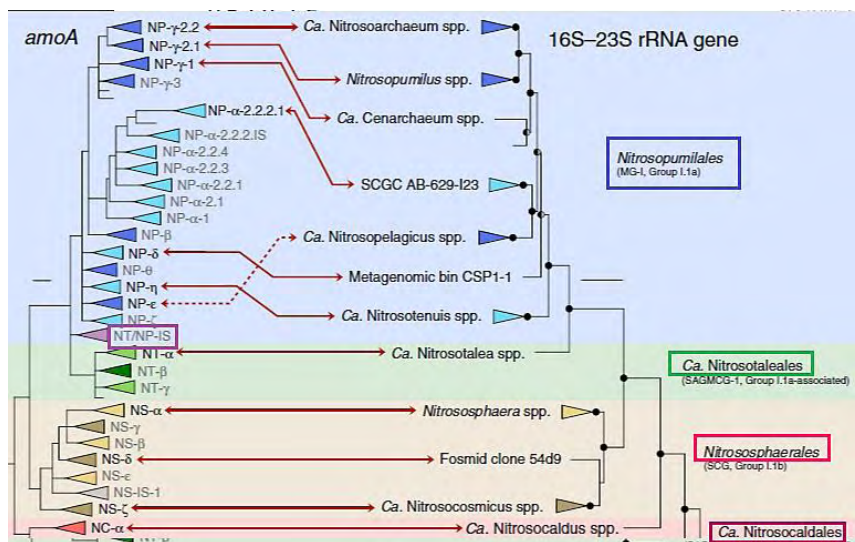 amoA
16S–23S rRNA gene
NP-γ-2.2
Ca. Nitrosoarchaeum spp.
NP-γ-2.1
Nitrosopumilus spp.
NP-γ-1
Ca. Cenarchaeum spp.
NP-γ-3
NP-α-2.2.2.1
SCGC AB-629-I23
NP-α-2.2.2.IS
NP-α-2.2.4
NP-α-2.2.3
NP-α-2.2.1
NP-α-2.1
NP-α-1
NP-β
Ca. Nitrosopelagicus spp.
NP-δ
Metagenomic bin CSP1-1
NP-θ
NP-η
Ca. Nitrosotenuis spp.
NP-ε
NP-ζ
NT/NP-IS
NT-α
Ca. Nitrosotalea spp.
NT-β
NT-γ
NS-α
Nitrososphaera spp.
NS-γ
NS-β
NS-δ
Fosmid clone 54d9
NS-ε
NS-IS-1
NS-ζ
Ca. Nitrosocosmicus spp.
NC-α
Ca. Nitrosocaldus spp.
Nitrosopumilales
(MG-I, Group I.1a)
Ca. Nitrosotaleales
(SAGMCG-1, Group I.1a-associated)
Nitrososphaerales
(SCG, Group I.1b)
Ca. Nitrosocaldales